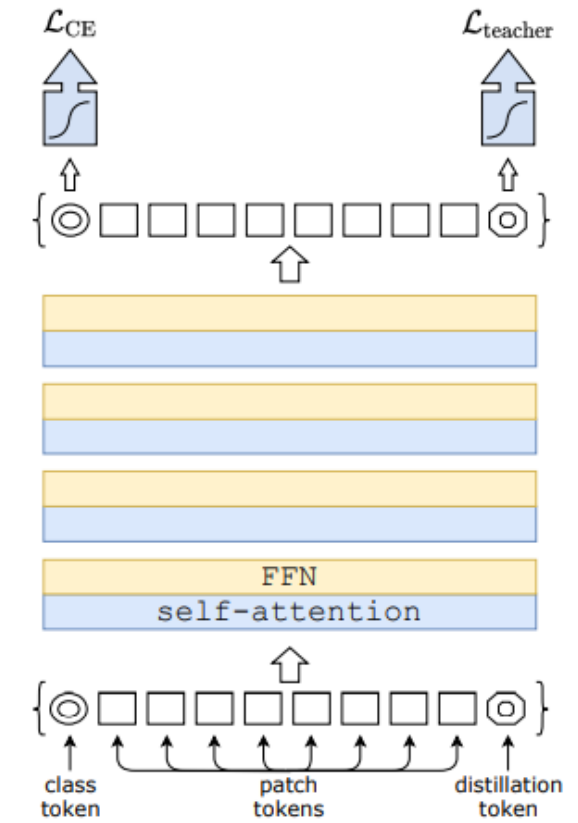 ℒCE ℒteacher
FFN
self-attention
class patch distillation
token tokens token